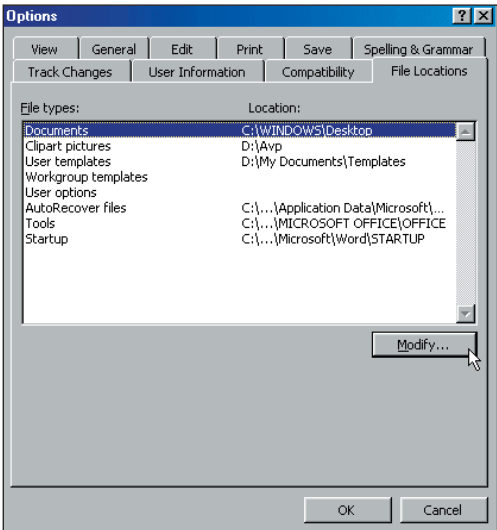 Options
View General Edit Print Save Spelling & Grammar
Track Changes User Information Compatibility File Locations
File types: Location:
Documents C:\WINDOWS\Desktop
Clipart pictures D:\Avp
User templates D:\My Documents\Templates
Workgroup templates
User options
AutoRecover files C:\...\Application Data\Microsoft\...
Tools C:\...\MICROSOFT OFFICE\OFFICE
Startup C:\...\Microsoft\Word\STARTUP
Modify...
OK Cancel